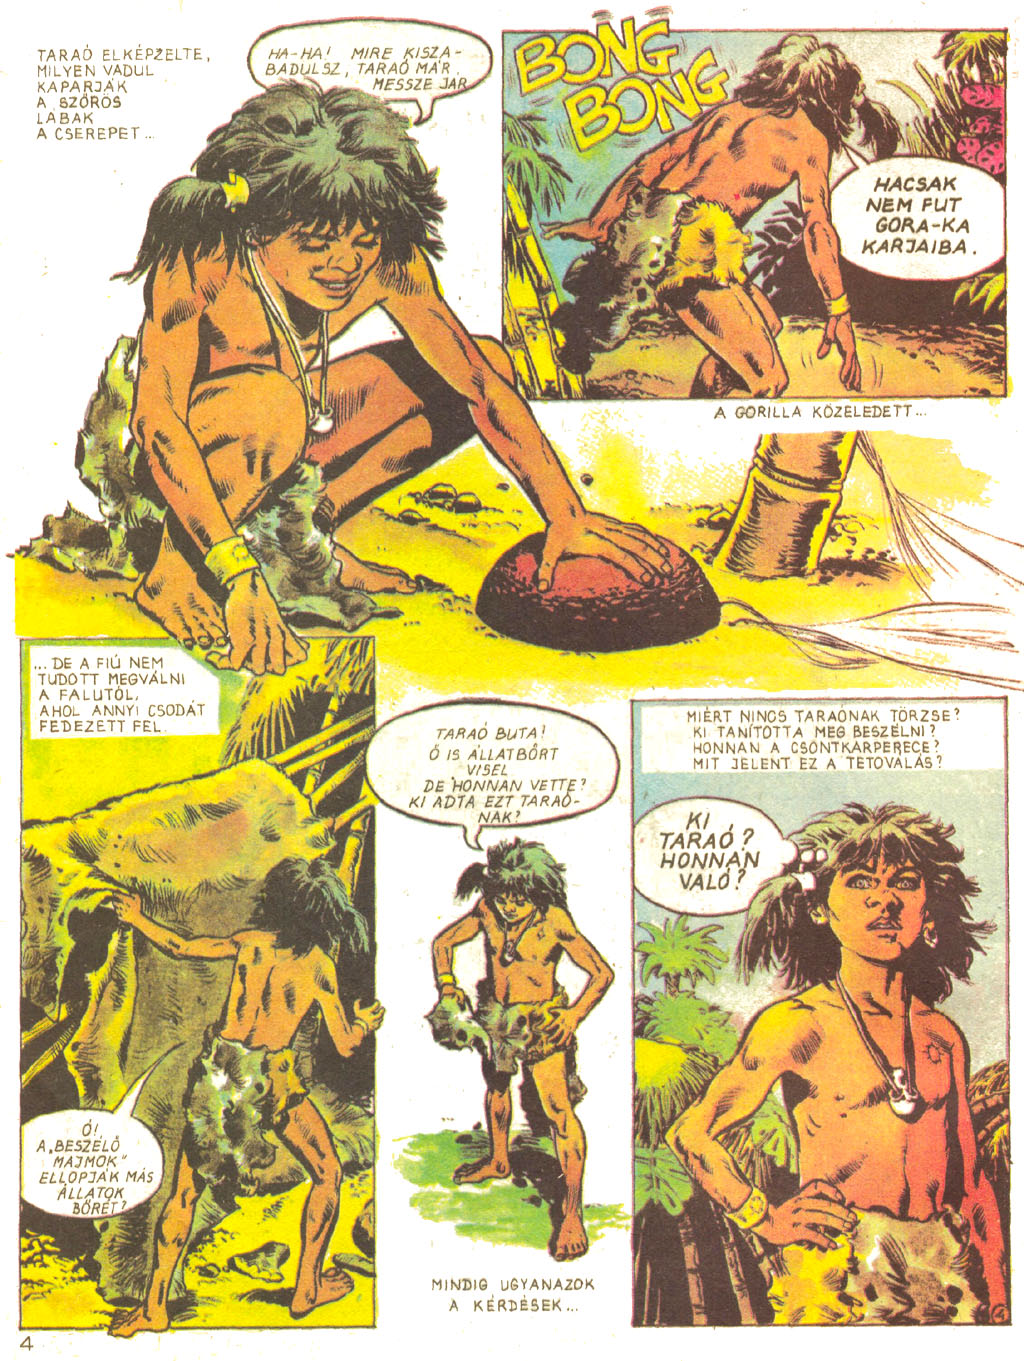 TARAÓ ELKÉPZELTE,
MILYEN VADUL
KAPARJÁK
A SZŐRÖS
LÁBAK
A CSEREPET...
HA-HA! MIRE KISZA-
BADULSZ, TARAÓ MÁR
MESSZE JÁR
BONG
BONG
HACSAK
NEM FUT
GORA-KA
KARJAIBA.
A GORILLA KÖZELEDETT...
...DE A FIÚ NEM
TUDOTT MEGVÁLNI
A FALUTÓL,
AHOL ANNYI CSODÁT
FEDEZETT FEL.
Ó!
A „BESZÉLŐ
MAJMOK"
ELLOPJÁK MÁS
ÁLLATOK
BŐRÉT?
TARAÓ BUTA!
Ő IS ÁLLATBŐRT
VISEL.
DE HONNAN VETTE?
KI ADTA EZT TARAÓ-
NAK?
MINDIG UGYANAZOK
A KÉRDÉSEK...
MIÉRT NINCS TARAÓNAK TÖRZSE?
KI TANÍTOTTA MEG BESZÉLNI?
HONNAN A CSONTKARPERECE?
MIT JELENT EZ A TETOVÁLÁS?
KI
TARAÓ?
HONNAN
VALÓ?
4